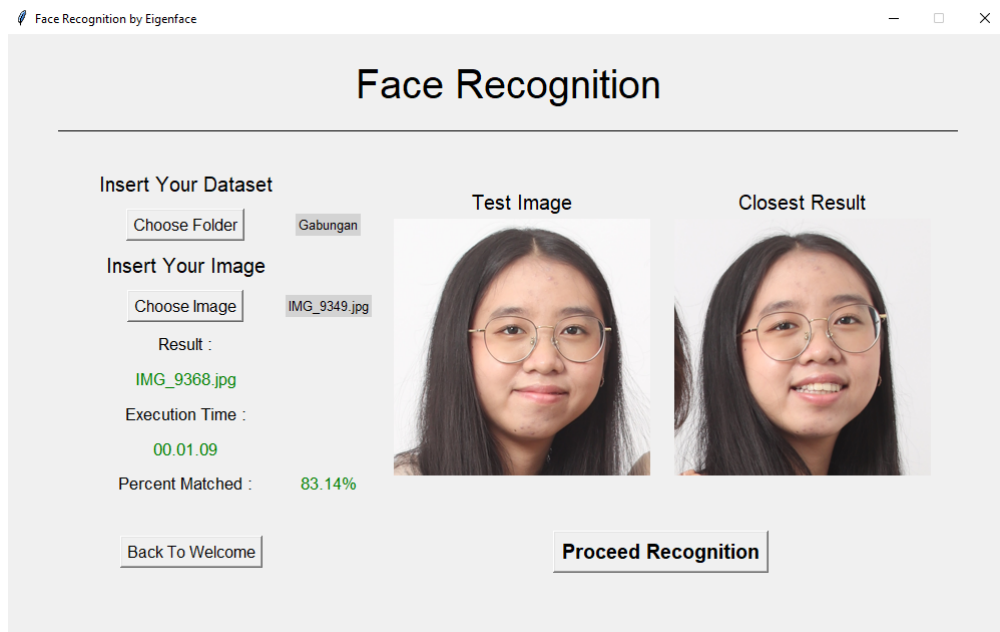 Face Recognition by Eigenface
Face Recognition
Insert Your Dataset
Choose Folder
Gabungan
Insert Your Image
Choose Image
IMG_9349.jpg
Result :
IMG_9368.jpg
Execution Time :
00.01.09
Percent Matched :
83.14%
Back To Welcome
Test Image
Closest Result
Proceed Recognition